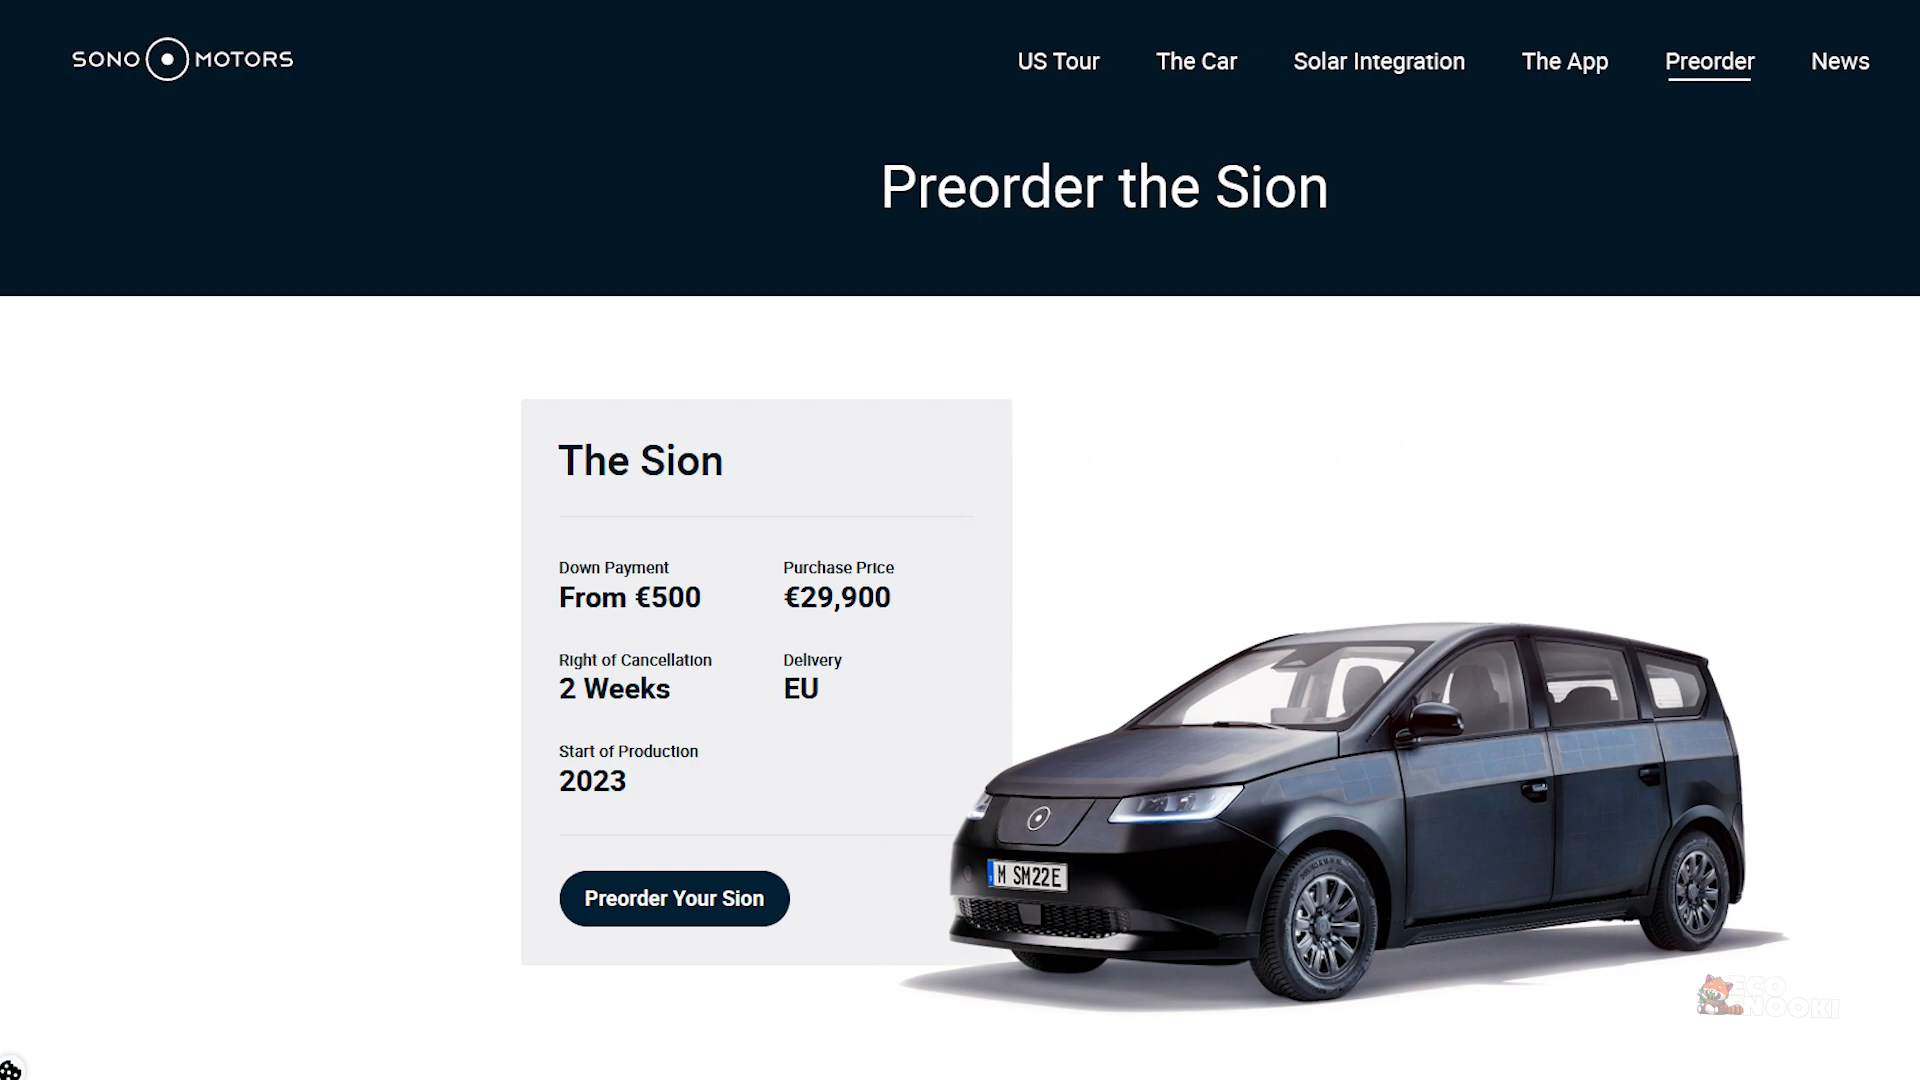 SONO MOTORS
US Tour
The Car
Solar Integration
The App
Preorder
News
Preorder the Sion
The Sion
Down Payment
From €500
Purchase Price
€29,900
Right of Cancellation
2 Weeks
Delivery
EU
Start of Production
2023
Preorder Your Sion
M SM22E
ECO
NOOKI